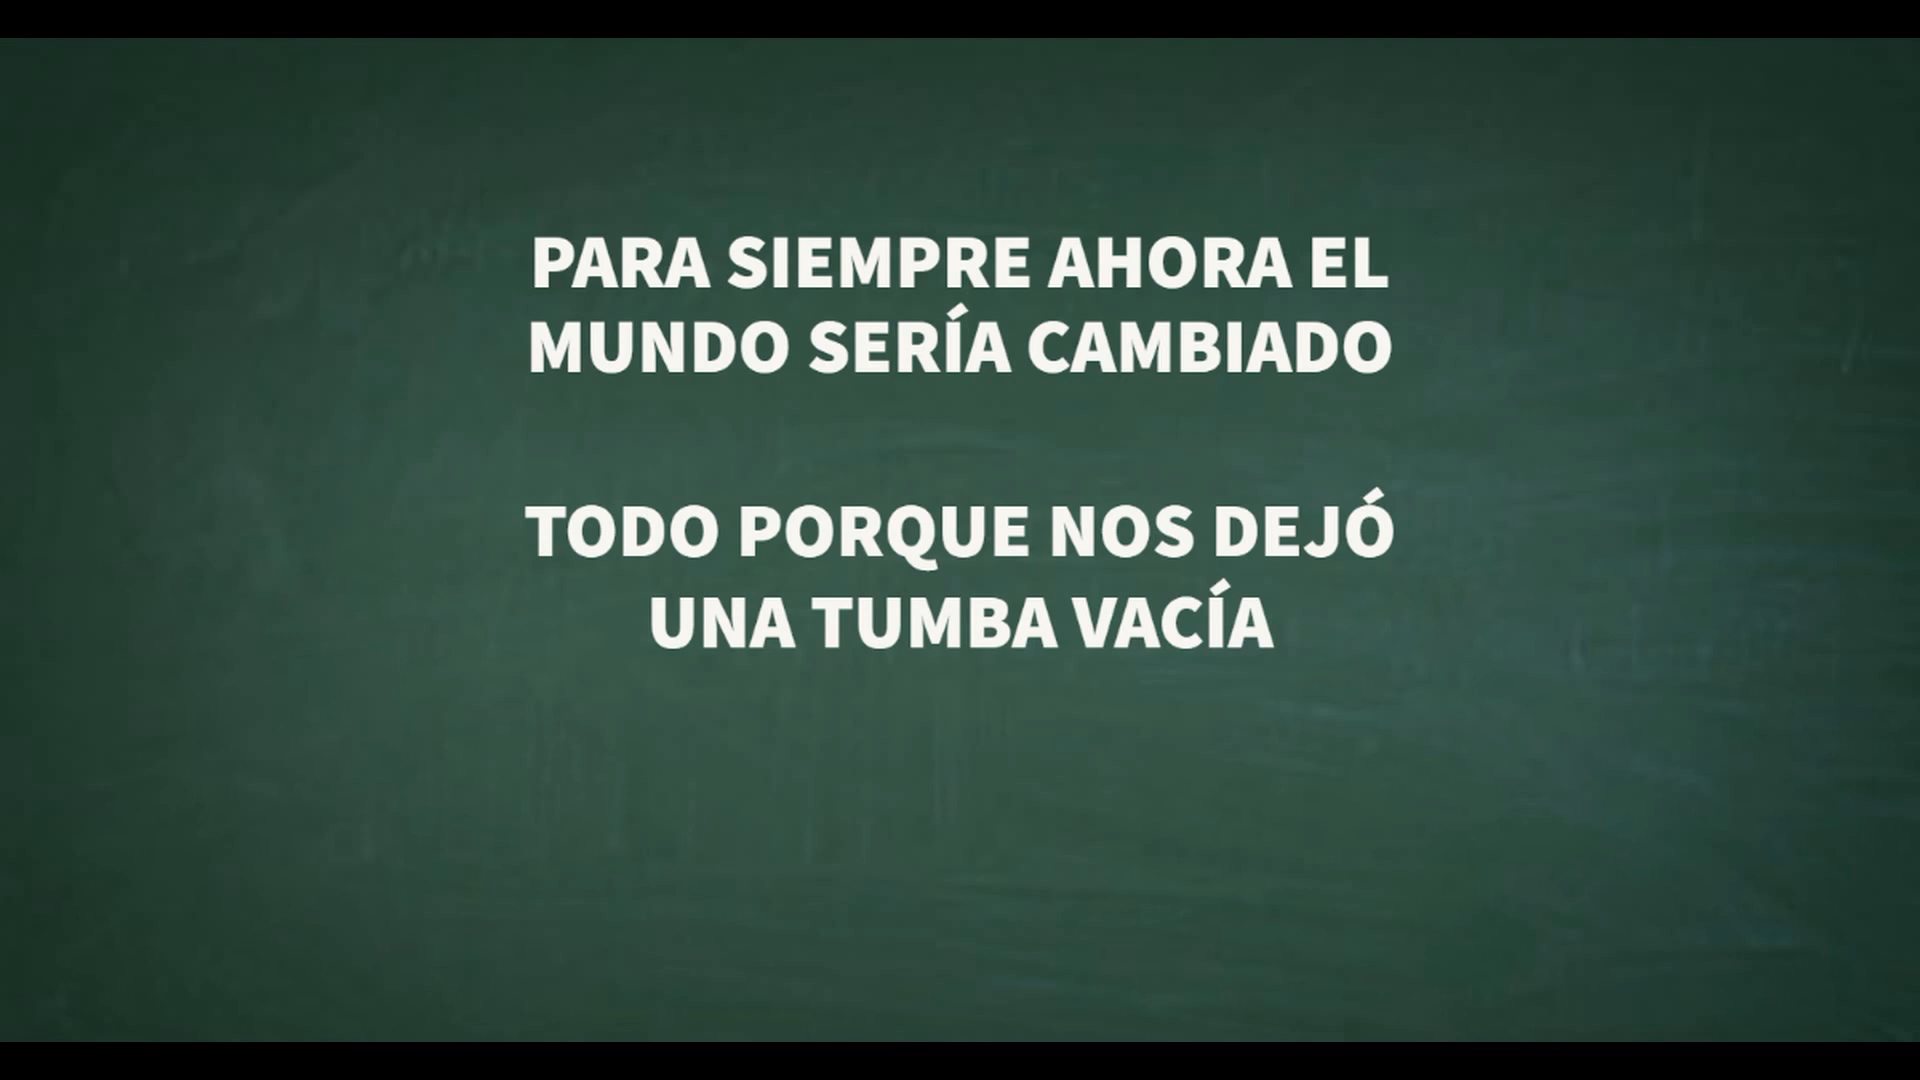 PARA SIEMPRE AHORA EL
MUNDO SERÍA CAMBIADO
TODO PORQUE NOS DEJÓ
UNA TUMBA VACÍA